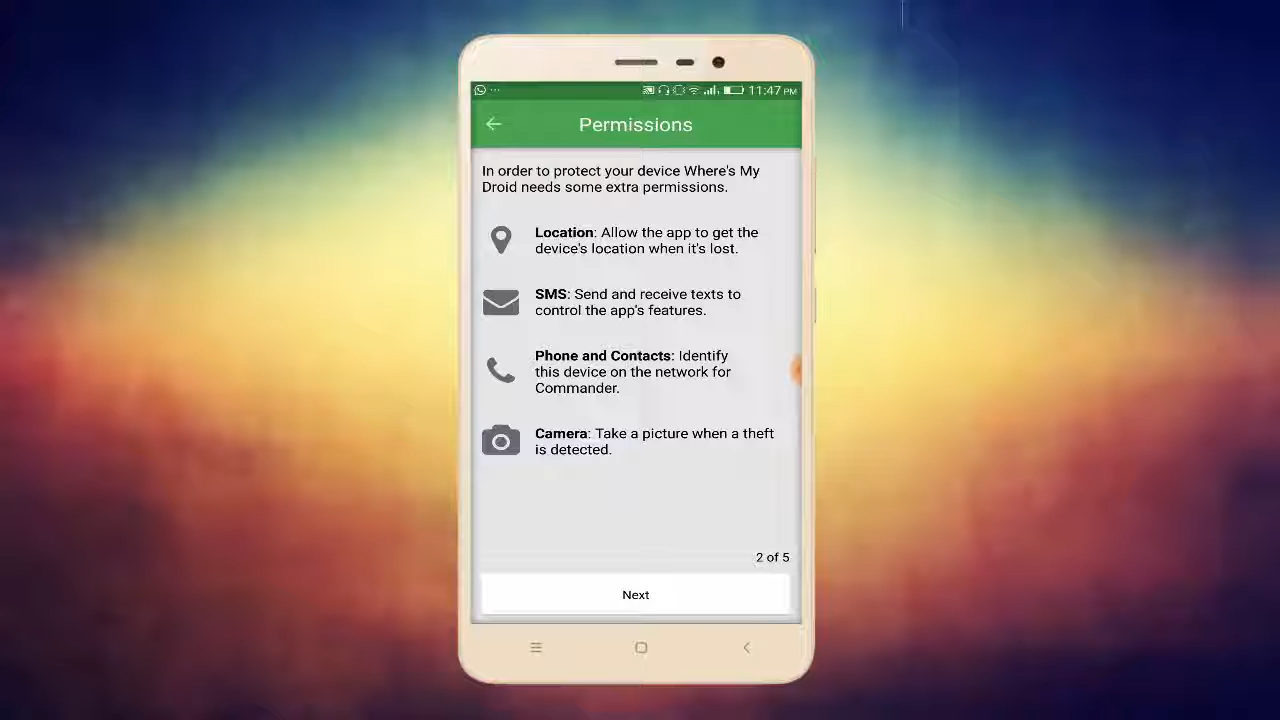 11:47 PM
Permissions
In order to protect your device Where's My
Droid needs some extra permissions.
Location: Allow the app to get the
device's location when it's lost.
SMS: Send and receive texts to
control the app's features.
Phone and Contacts: Identify
this device on the network for
Commander.
Camera: Take a picture when a theft
is detected.
2 of 5
Next